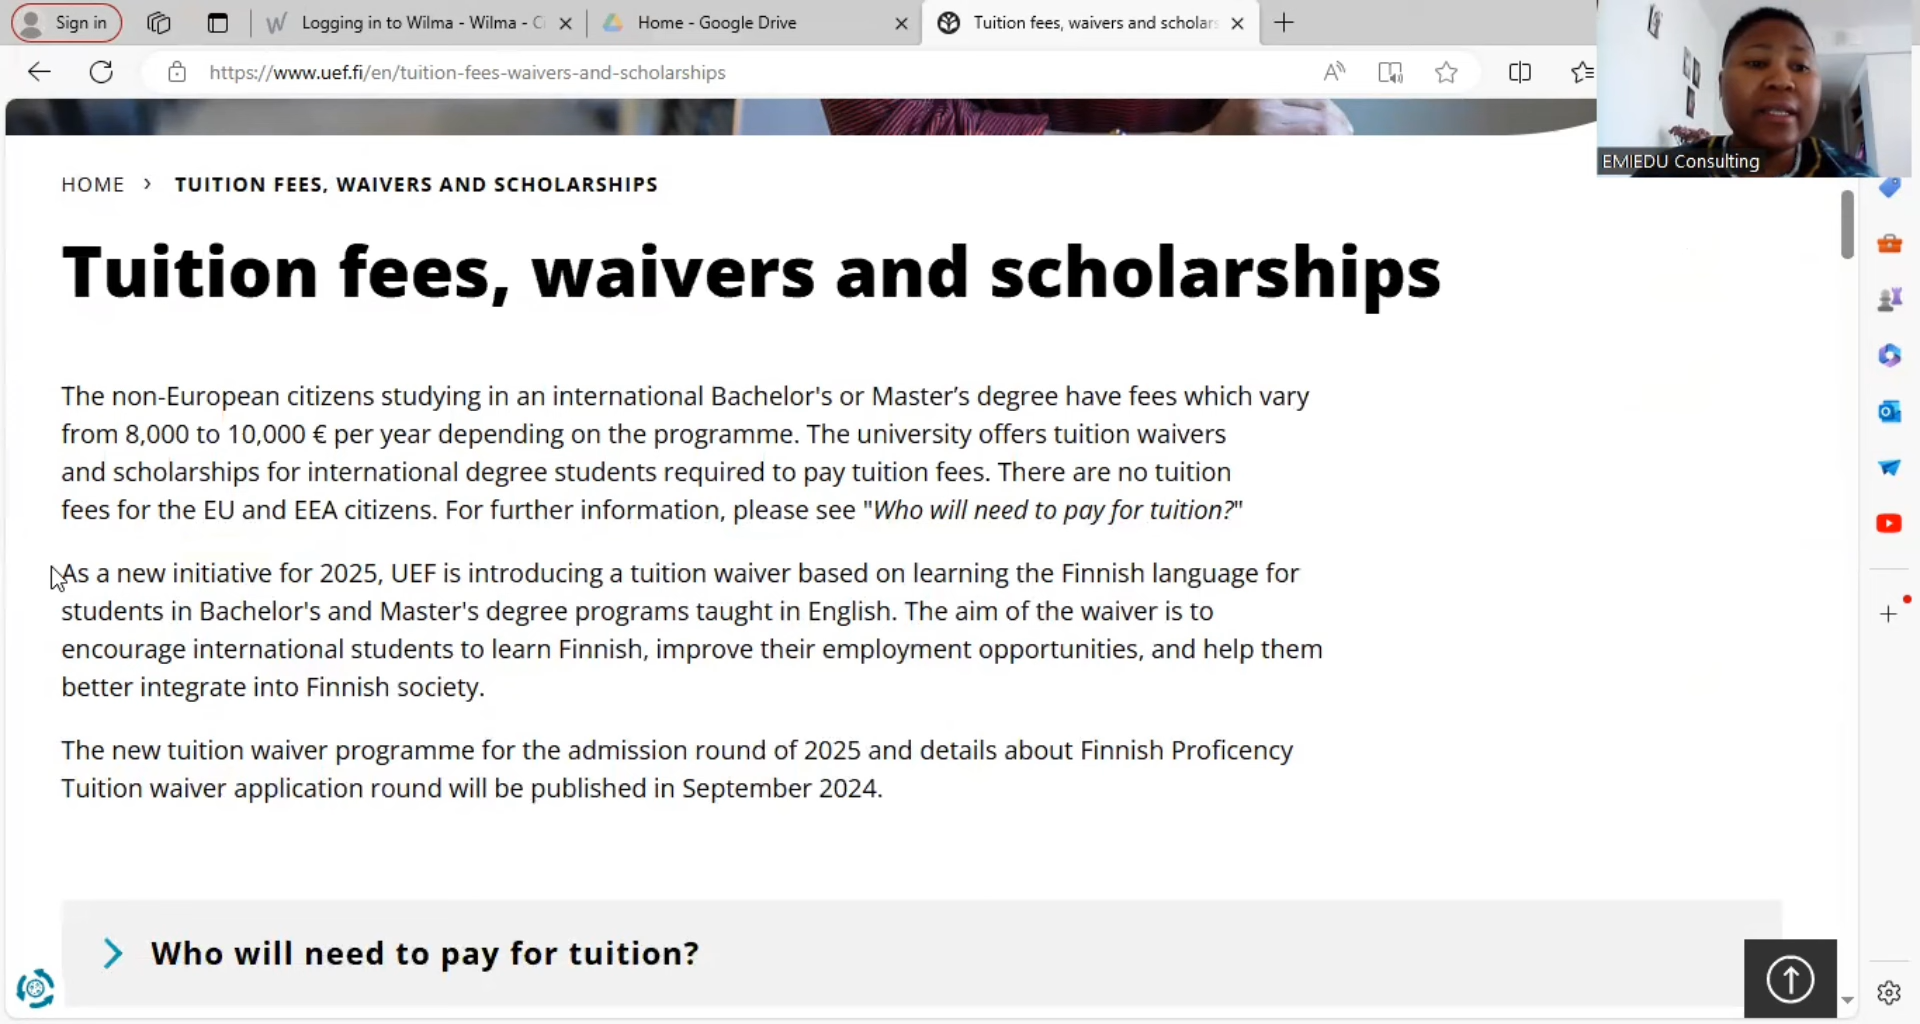 Sign in
Logging in to Wilma - Wilma - C
Home - Google Drive
Tuition fees, waivers and scholars
https://www.uef.fi/en/tuition-fees-waivers-and-scholarships
EMIEDU Consulting
HOME › TUITION FEES, WAIVERS AND SCHOLARSHIPS
Tuition fees, waivers and scholarships
The non-European citizens studying in an international Bachelor's or Master’s degree have fees which vary
from 8,000 to 10,000 € per year depending on the programme. The university offers tuition waivers
and scholarships for international degree students required to pay tuition fees. There are no tuition
fees for the EU and EEA citizens. For further information, please see "Who will need to pay for tuition?"
As a new initiative for 2025, UEF is introducing a tuition waiver based on learning the Finnish language for
students in Bachelor's and Master's degree programs taught in English. The aim of the waiver is to
encourage international students to learn Finnish, improve their employment opportunities, and help them
better integrate into Finnish society.
The new tuition waiver programme for the admission round of 2025 and details about Finnish Proficency
Tuition waiver application round will be published in September 2024.
Who will need to pay for tuition?